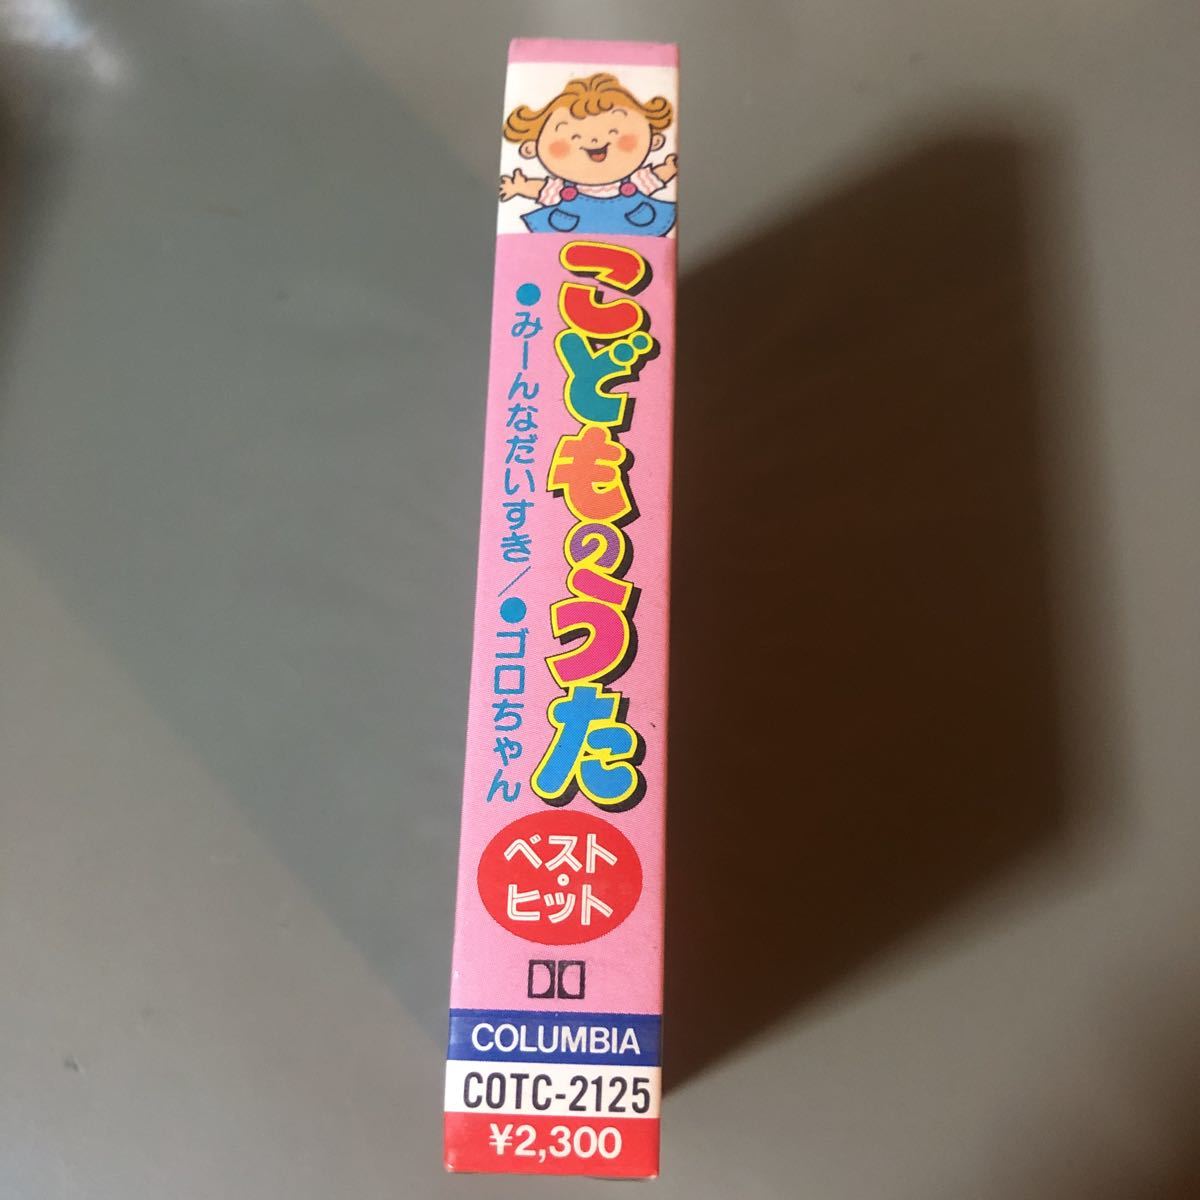 こどものうた
●みーんなだいすき/●ゴロちゃん
ベスト・
ヒット
COLUMBIA
COTC-2125
¥2,300